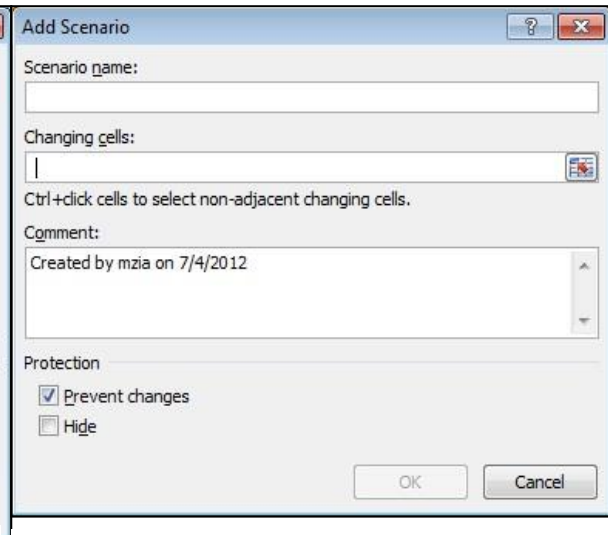 Add Scenario
Scenario name:
Changing cells:
Ctrl+click cells to select non-adjacent changing cells.
Comment:
Created by mzia on 7/4/2012
Protection
Prevent changes
Hide
OK Cancel